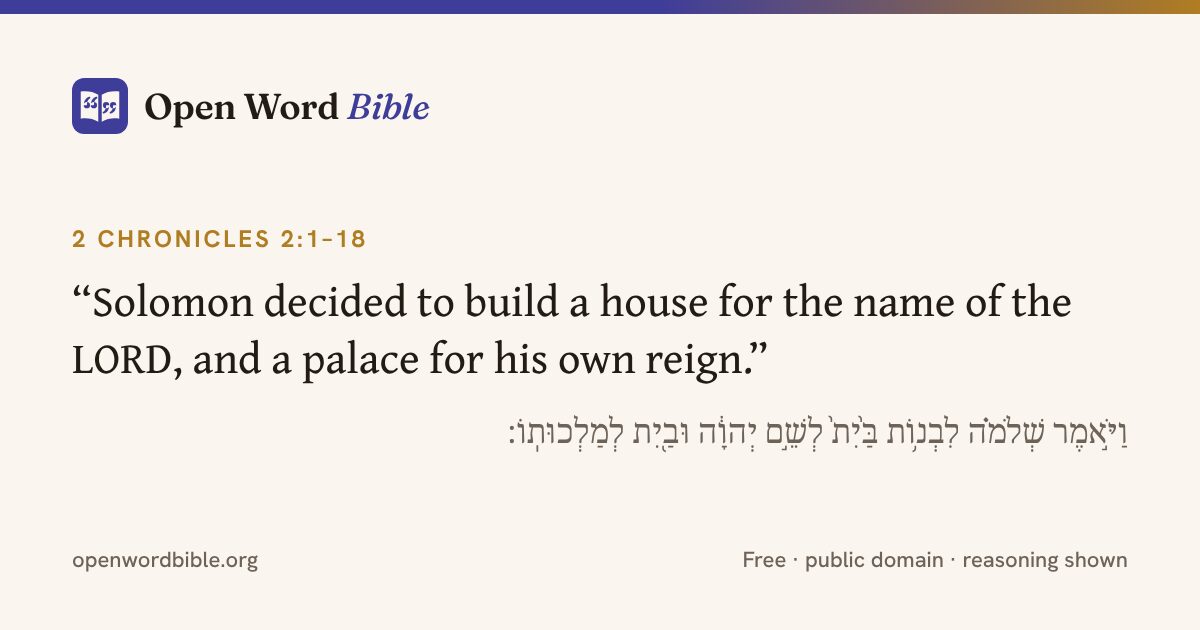 Open Word Bible
2 CHRONICLES 2:1–18
“Solomon decided to build a house for the name of the
LORD, and a palace for his own reign.”
וַיֹּ֣אמֶר שְׁלֹמֹ֗ה לִבְנ֥וֹת בַּ֙יִת֙ לְשֵׁ֣ם יְהוָ֔ה וּבַ֖יִת לְמַלְכוּתֽוֹ׃
openwordbible.org
Free · public domain · reasoning shown